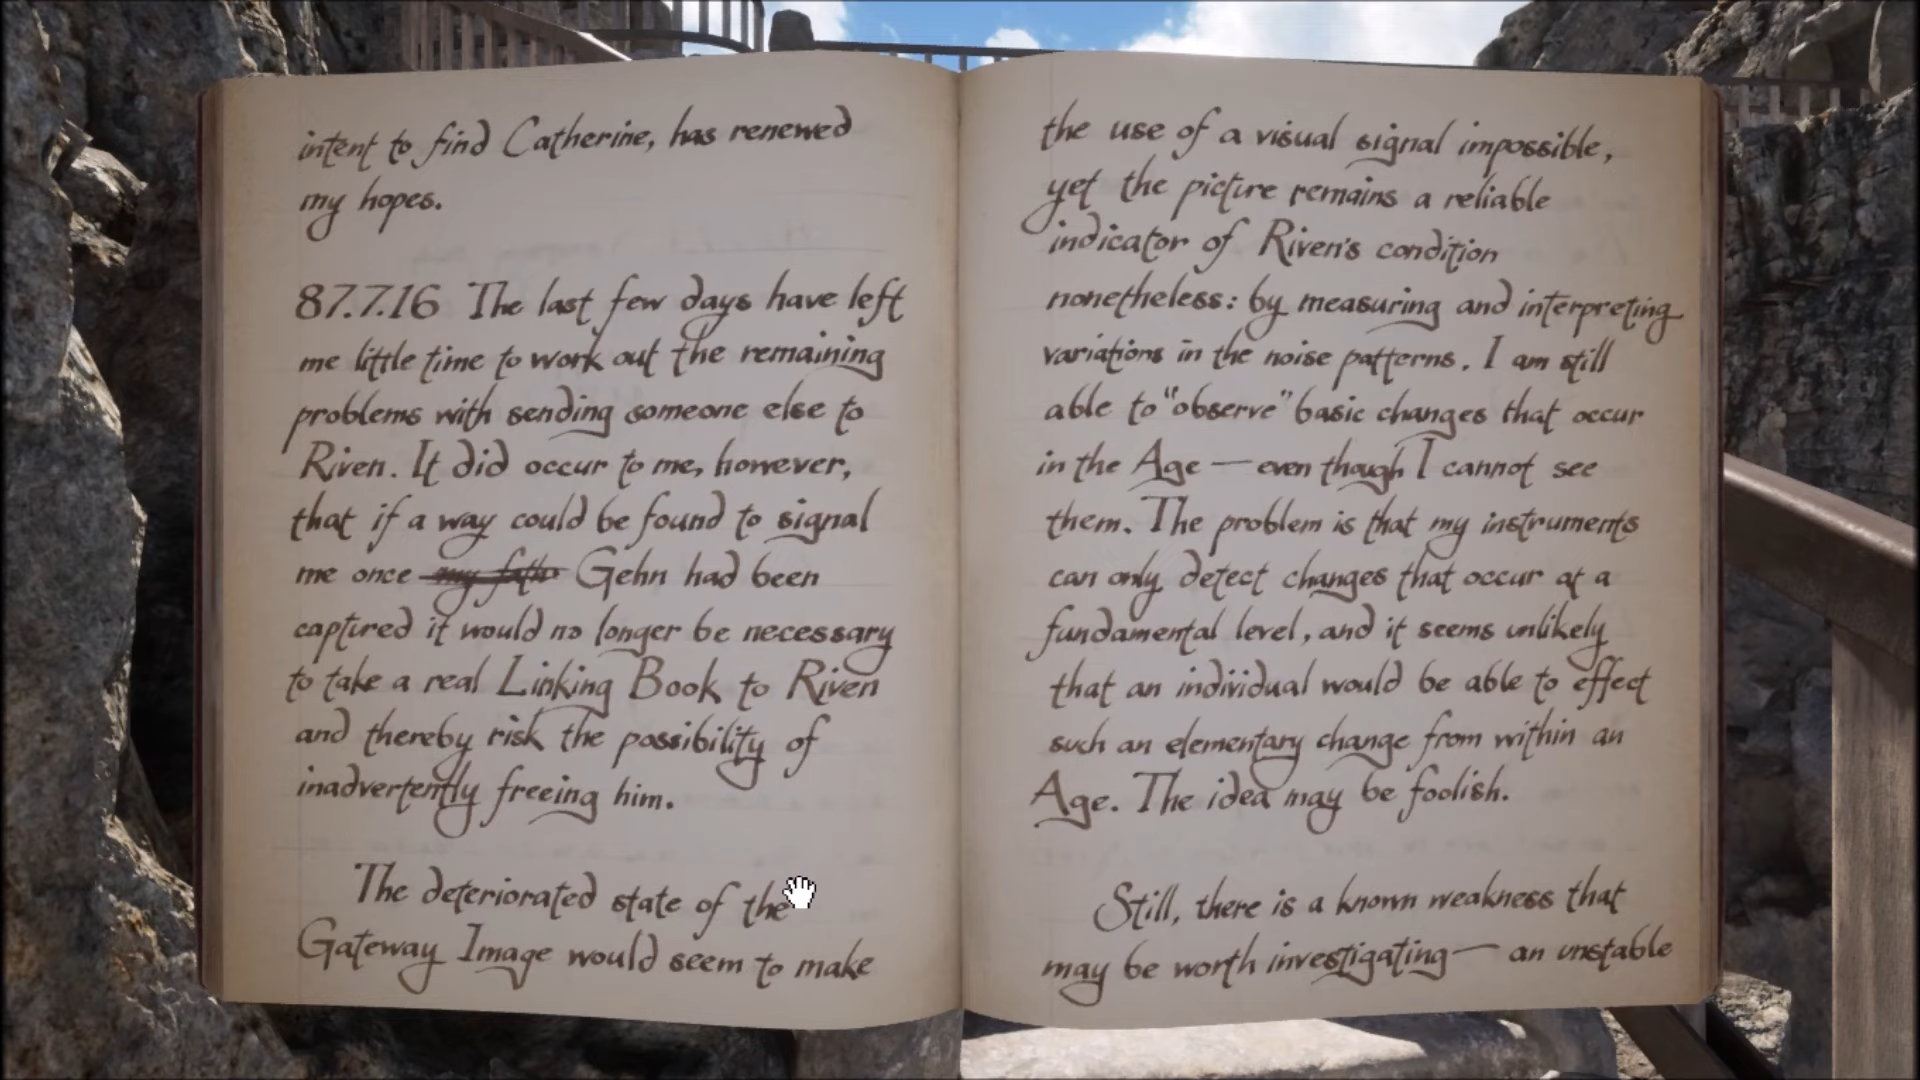 intent to find Catherine, has renewed
my hopes.
87.7.16 The last few days have left
me little time to work out the remaining
problems with sending someone else to
Riven. It did occur to me, however,
that if a way could be found to signal
me once my fath Gehn had been
captured it would no longer be necessary
to take a real Linking Book to Riven
and thereby risk the possibility of
inadvertently freeing him.
The deteriorated state of the
Gateway Image would seem to make
the use of a visual signal impossible,
yet the picture remains a reliable
indicator of Riven's condition
nonetheless: by measuring and interpreting
variations in the noise patterns. I am still
able to "observe" basic changes that occur
in the Age — even though I cannot see
them. The problem is that my instruments
can only detect changes that occur at a
fundamental level, and it seems unlikely
that an individual would be able to effect
such an elementary change from within an
Age. The idea may be foolish.
Still, there is a known weakness that
may be worth investigating — an unstable